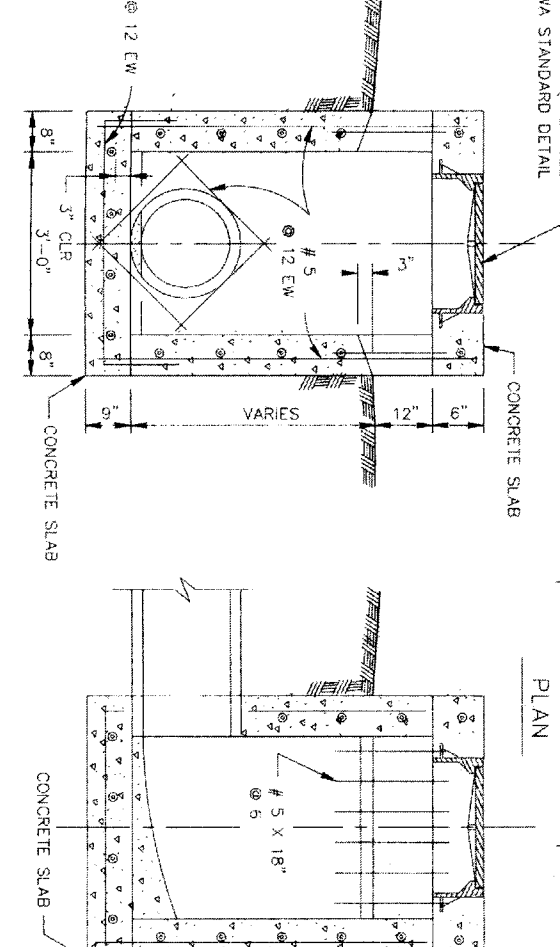 WA STANDARD DETAIL
@ 12 EW
8"
3" CLR
3'-0"
8"
# 5
@ 12 EW
3"
9"
VARIES
12"
6"
CONCRETE SLAB
CONCRETE SLAB
PLAN
# 5 X 18"
@ 6
CONCRETE SLAB